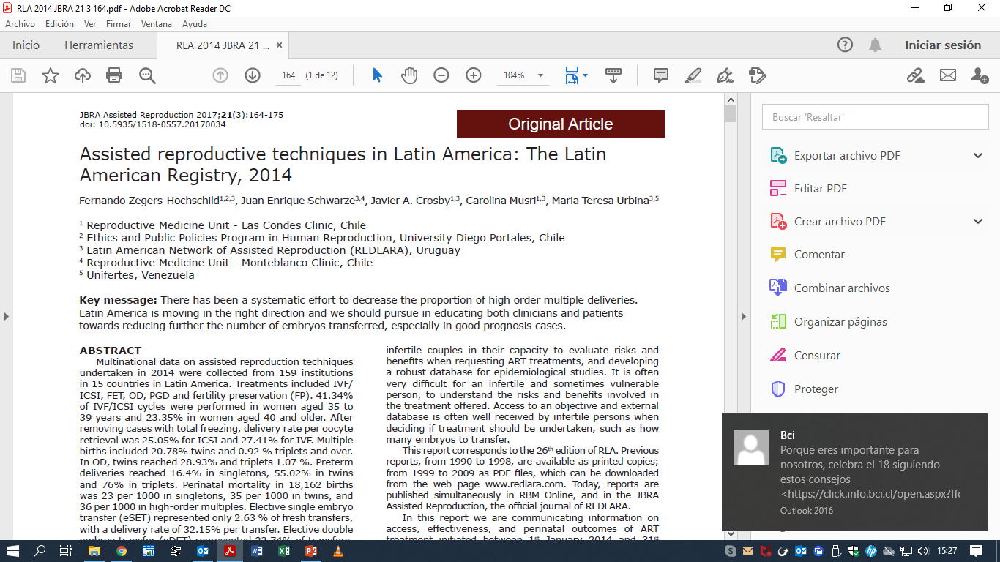 RLA 2014 JBRA 21 3 164.pdf - Adobe Acrobat Reader DC
Archivo Edición Ver Firmar Ventana Ayuda
Inicio Herramientas RLA 2014 JBRA 21 ... × Iniciar sesión
164 (1 de 12) 104%
JBRA Assisted Reproduction 2017;21(3):164-175
doi: 10.5935/1518-0557.20170034
Original Article
Assisted reproductive techniques in Latin America: The Latin
American Registry, 2014
Fernando Zegers-Hochschild1,2,3, Juan Enrique Schwarze3,4, Javier A. Crosby1,3, Carolina Musri1,3, Maria Teresa Urbina3,5
1 Reproductive Medicine Unit - Las Condes Clinic, Chile
2 Ethics and Public Policies Program in Human Reproduction, University Diego Portales, Chile
3 Latin American Network of Assisted Reproduction (REDLARA), Uruguay
4 Reproductive Medicine Unit - Monteblanco Clinic, Chile
5 Unifertes, Venezuela
Key message: There has been a systematic effort to decrease the proportion of high order multiple deliveries.
Latin America is moving in the right direction and we should pursue in educating both clinicians and patients
towards reducing further the number of embryos transferred, especially in good prognosis cases.
ABSTRACT
Multinational data on assisted reproduction techniques
undertaken in 2014 were collected from 159 institutions
in 15 countries in Latin America. Treatments included IVF/
ICSI, FET, OD, PGD and fertility preservation (FP). 41.34%
of IVF/ICSI cycles were performed in women aged 35 to
39 years and 23.35% in women aged 40 and older. After
removing cases with total freezing, delivery rate per oocyte
retrieval was 25.05% for ICSI and 27.41% for IVF. Multiple
births included 20.78% twins and 0.92 % triplets and over.
In OD, twins reached 28.93% and triplets 1.07 %. Preterm
deliveries reached 16.4% in singletons, 55.02% in twins
and 76% in triplets. Perinatal mortality in 18,162 births
was 23 per 1000 in singletons, 35 per 1000 in twins, and
36 per 1000 in high-order multiples. Elective single embryo
transfer (eSET) represented only 2.63 % of fresh transfers,
with a delivery rate of 32.15% per transfer. Elective double
embryo transfer (eDET) represented 23.74% of transfers,
infertile couples in their capacity to evaluate risks and
benefits when requesting ART treatments, and developing
a robust database for epidemiological studies. It is often
very difficult for an infertile and sometimes vulnerable
person, to understand the risks and benefits involved in
the treatment offered. Access to an objective and external
database is often well received by infertile persons when
deciding if treatment should be undertaken, such as how
many embryos to transfer.
This report corresponds to the 26th edition of RLA. Previous
reports, from 1990 to 1998, are available as printed copies;
from 1999 to 2009 as PDF files, which can be downloaded
from the web page www.redlara.com. Today, reports are
published simultaneously in RBM Online, and in the JBRA
Assisted Reproduction, the official journal of REDLARA.
In this report we are communicating information on
access, effectiveness, and perinatal outcomes of ART
treatment initiated between 1st January 2014 and 31st
Buscar 'Resaltar'
Exportar archivo PDF
Editar PDF
Crear archivo PDF
Comentar
Combinar archivos
Organizar páginas
Censurar
Proteger
Bci
Porque eres importante para
nosotros, celebra el 18 siguiendo
estos consejos
<https://click.info.bci.cl/open.aspx?ffc
Outlook 2016
15:27